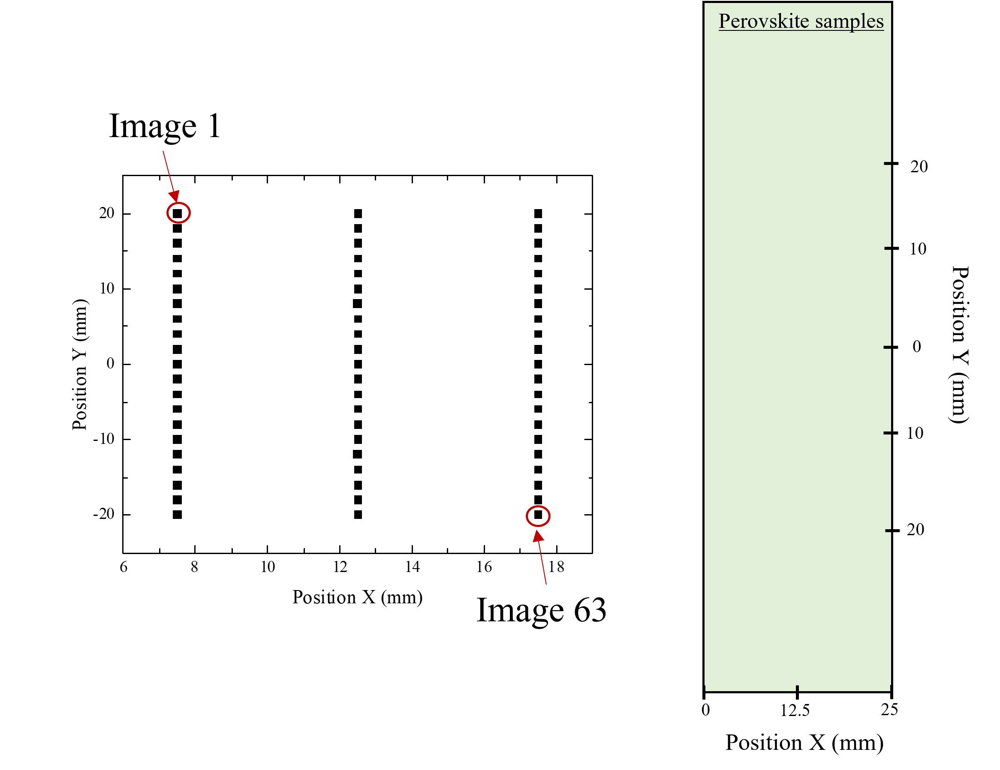 Image 1
20
10
0
-10
-20
Position Y (mm)
6 8 10 12 14 16 18
Position X (mm)
Image 63
Perovskite samples
20
10
0
10
20
Position Y (mm)
0 12.5 25
Position X (mm)